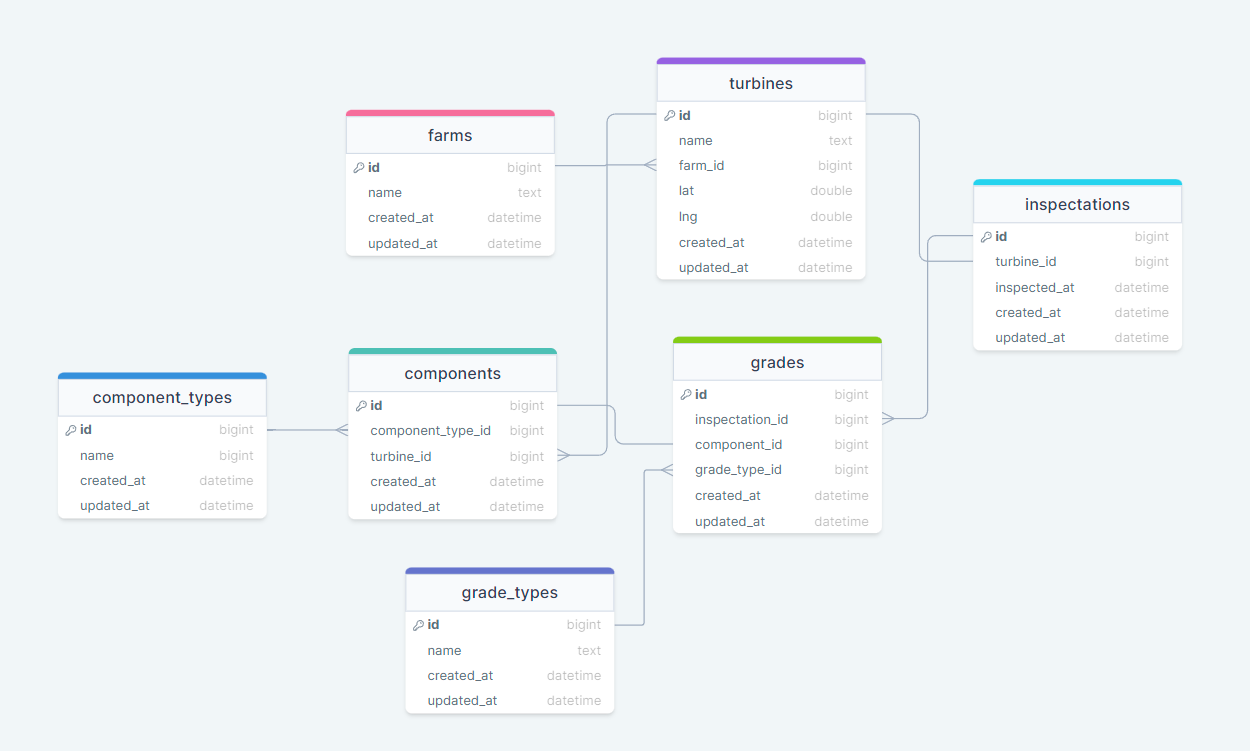 turbines
id bigint
name text
farm_id bigint
lat double
lng double
created_at datetime
updated_at datetime
farms
id bigint
name text
created_at datetime
updated_at datetime
inspectations
id bigint
turbine_id bigint
inspected_at datetime
created_at datetime
updated_at datetime
grades
id bigint
inspectation_id bigint
component_id bigint
grade_type_id bigint
created_at datetime
updated_at datetime
components
id bigint
component_type_id bigint
turbine_id bigint
created_at datetime
updated_at datetime
component_types
id bigint
name bigint
created_at datetime
updated_at datetime
grade_types
id bigint
name text
created_at datetime
updated_at datetime